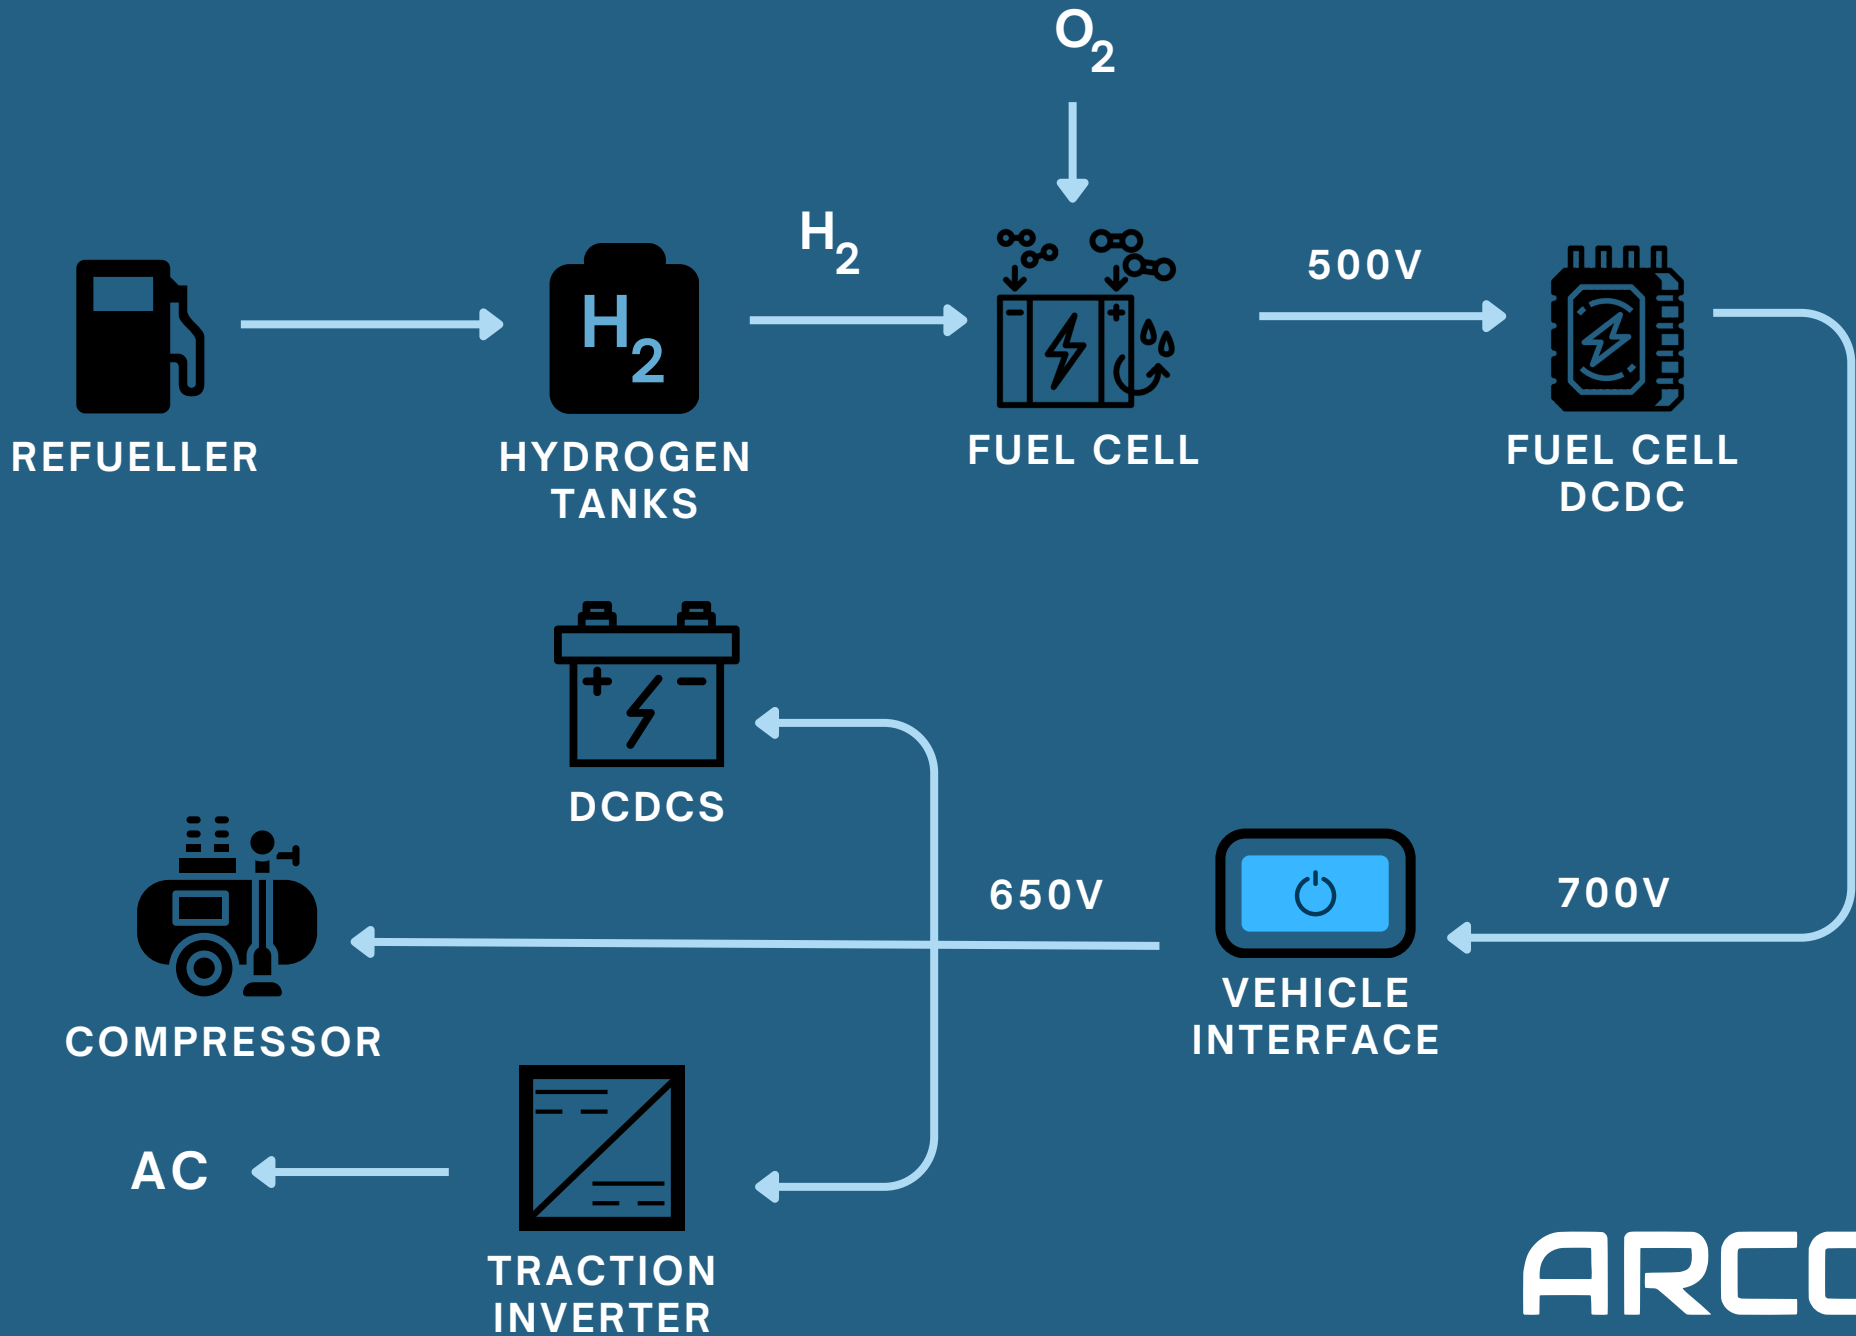 O2
H2
500V
H2
REFUELLER
HYDROGEN
TANKS
FUEL CELL
FUEL CELL
DCDC
DCDCS
650V
700V
COMPRESSOR
VEHICLE
INTERFACE
AC
TRACTION
INVERTER